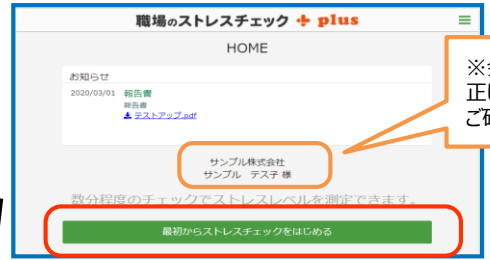 職場のストレスチェック + plus
HOME
お知らせ
2020/03/01 報告書
報告書
テストアップ.pdf
サンプル株式会社
サンプル テス子 様
数分程度のチェックでストレスレベルを測定できます。
最初からストレスチェックをはじめる